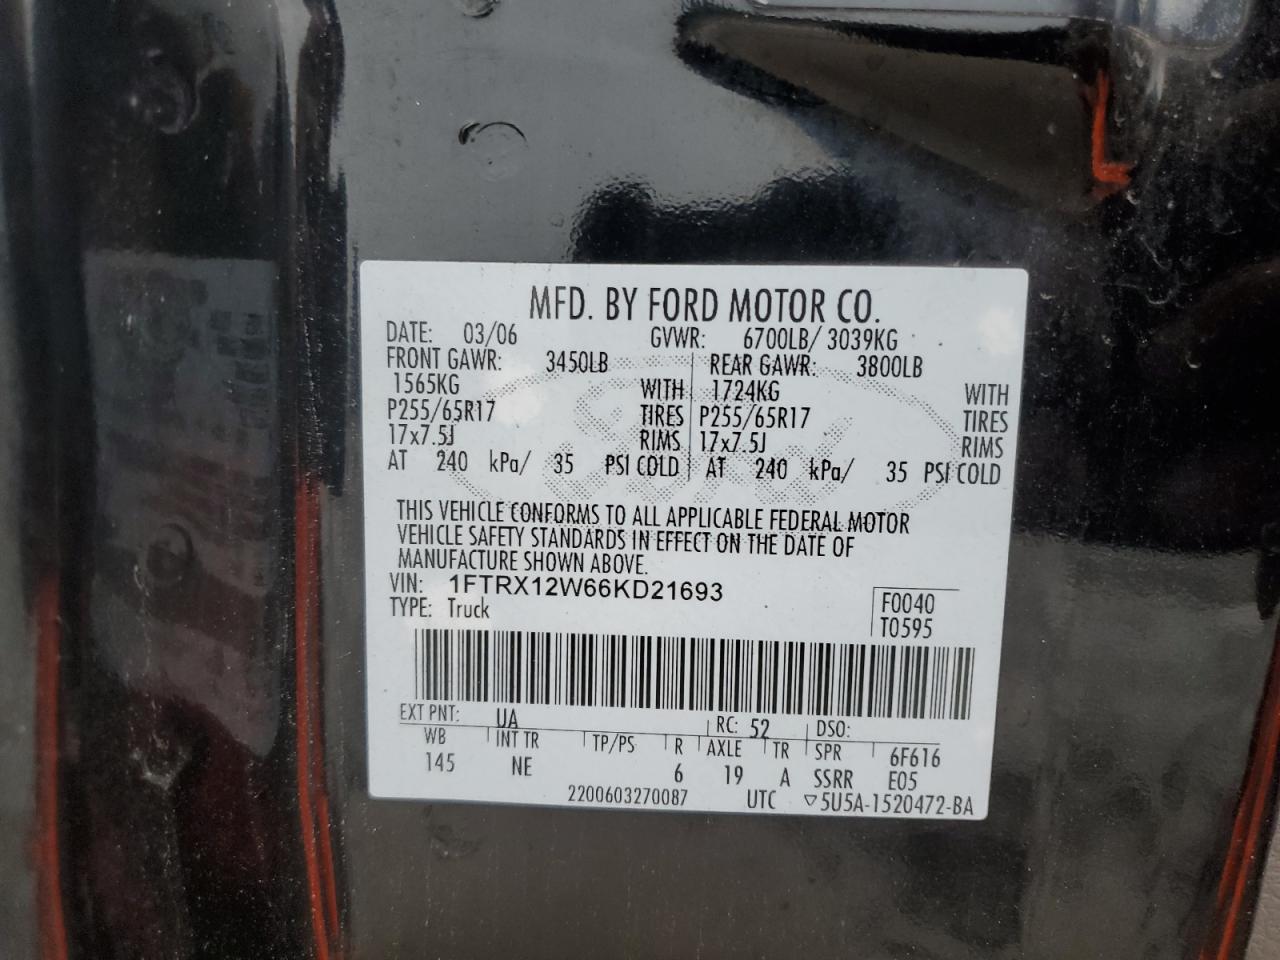 MFD. BY FORD MOTOR CO.
DATE: 03/06 GVWR: 6700LB/ 3039KG
FRONT GAWR: 3450LB REAR GAWR: 3800LB
1565KG WITH 1724KG WITH
P255/65R17 TIRES P255/65R17 TIRES
17x7.5J RIMS 17x7.5J RIMS
AT 240 kPa/ 35 PSI COLD AT 240 kPa/ 35 PSI COLD
THIS VEHICLE CONFORMS TO ALL APPLICABLE FEDERAL MOTOR
VEHICLE SAFETY STANDARDS IN EFFECT ON THE DATE OF
MANUFACTURE SHOWN ABOVE.
VIN: 1FTRX12W66KD21693
TYPE: Truck
F0040
T0595
EXT PNT: UA RC: 52 DSO:
WB INT TR TP/PS R AXLE TR SPR 6F616
145 NE 6 19 A SSRR E05
2200603270087 UTC ▽5U5A-1520472-BA